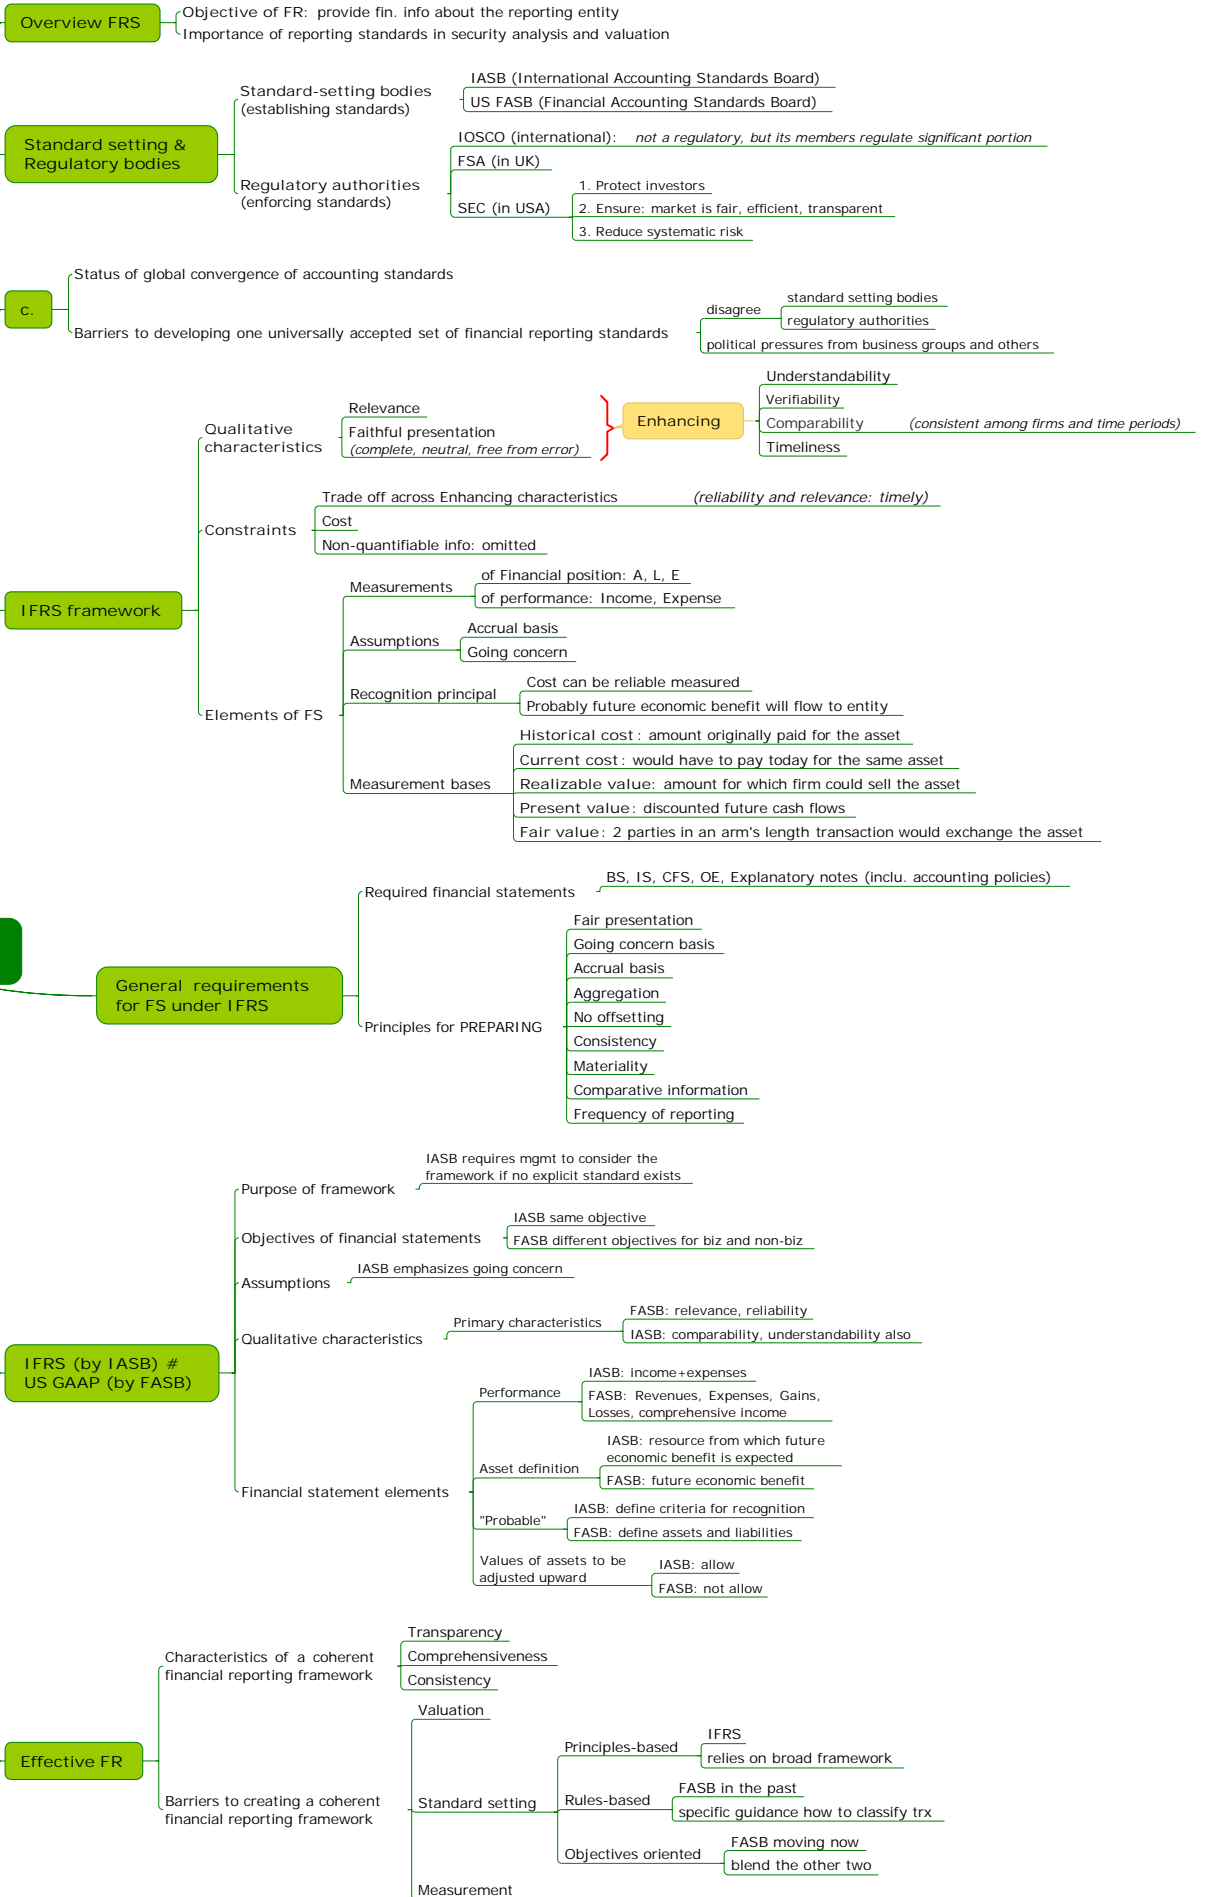 Overview FRS
Objective of FR: provide fin. info about the reporting entity
Importance of reporting standards in security analysis and valuation
Standard setting &
Regulatory bodies
Standard-setting bodies
(establishing standards)
IASB (International Accounting Standards Board)
US FASB (Financial Accounting Standards Board)
Regulatory authorities
(enforcing standards)
IOSCO (international): not a regulatory, but its members regulate significant portion
FSA (in UK)
SEC (in USA)
1. Protect investors
2. Ensure: market is fair, efficient, transparent
3. Reduce systematic risk
c.
Status of global convergence of accounting standards
Barriers to developing one universally accepted set of financial reporting standards
disagree
standard setting bodies
regulatory authorities
political pressures from business groups and others
IFRS framework
Qualitative
characteristics
Relevance
Faithful presentation
(complete, neutral, free from error)
Enhancing
Understandability
Verifiability
Comparability (consistent among firms and time periods)
Timeliness
Constraints
Trade off across Enhancing characteristics (reliability and relevance: timely)
Cost
Non-quantifiable info: omitted
Elements of FS
Measurements
of Financial position: A, L, E
of performance: Income, Expense
Assumptions
Accrual basis
Going concern
Recognition principal
Cost can be reliable measured
Probably future economic benefit will flow to entity
Measurement bases
Historical cost: amount originally paid for the asset
Current cost: would have to pay today for the same asset
Realizable value: amount for which firm could sell the asset
Present value: discounted future cash flows
Fair value: 2 parties in an arm's length transaction would exchange the asset
General requirements
for FS under IFRS
Required financial statements
BS, IS, CFS, OE, Explanatory notes (inclu. accounting policies)
Principles for PREPARING
Fair presentation
Going concern basis
Accrual basis
Aggregation
No offsetting
Consistency
Materiality
Comparative information
Frequency of reporting
IFRS (by IASB) #
US GAAP (by FASB)
Purpose of framework
IASB requires mgmt to consider the
framework if no explicit standard exists
Objectives of financial statements
IASB same objective
FASB different objectives for biz and non-biz
Assumptions
IASB emphasizes going concern
Qualitative characteristics
Primary characteristics
FASB: relevance, reliability
IASB: comparability, understandability also
Financial statement elements
Performance
IASB: income+expenses
FASB: Revenues, Expenses, Gains,
Losses, comprehensive income
Asset definition
IASB: resource from which future
economic benefit is expected
FASB: future economic benefit
"Probable"
IASB: define criteria for recognition
FASB: define assets and liabilities
Values of assets to be
adjusted upward
IASB: allow
FASB: not allow
Effective FR
Characteristics of a coherent
financial reporting framework
Transparency
Comprehensiveness
Consistency
Barriers to creating a coherent
financial reporting framework
Valuation
Standard setting
Principles-based
IFRS
relies on broad framework
Rules-based
FASB in the past
specific guidance how to classify trx
Objectives oriented
FASB moving now
blend the other two
Measurement